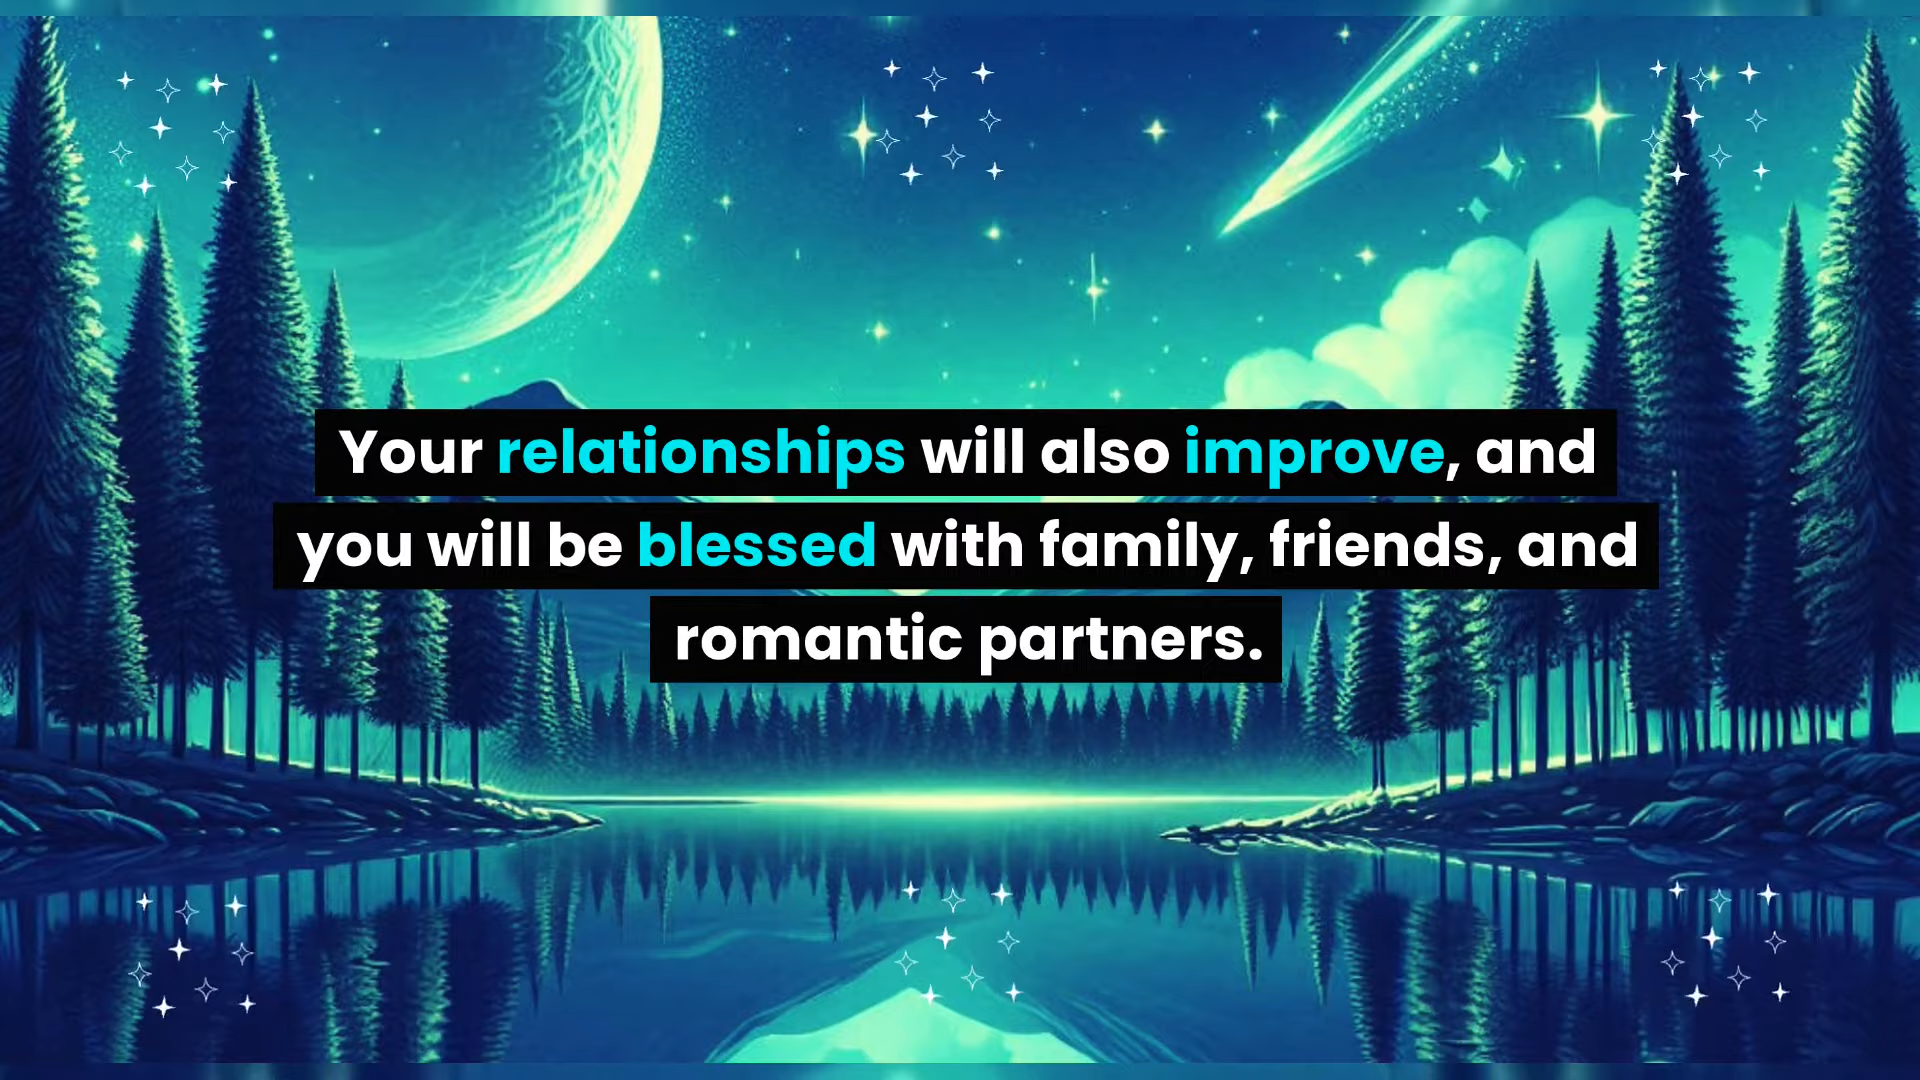 Your relationships will also improve, and
you will be blessed with family, friends, and
romantic partners.